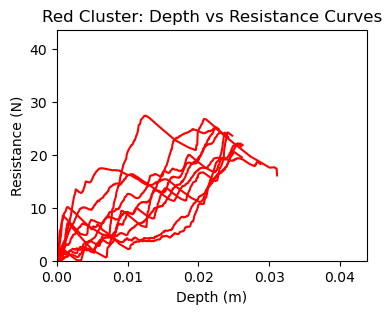 Red Cluster: Depth vs Resistance Curves
Resistance (N)
40
30
20
10
0
0.00 0.01 0.02 0.03 0.04
Depth (m)